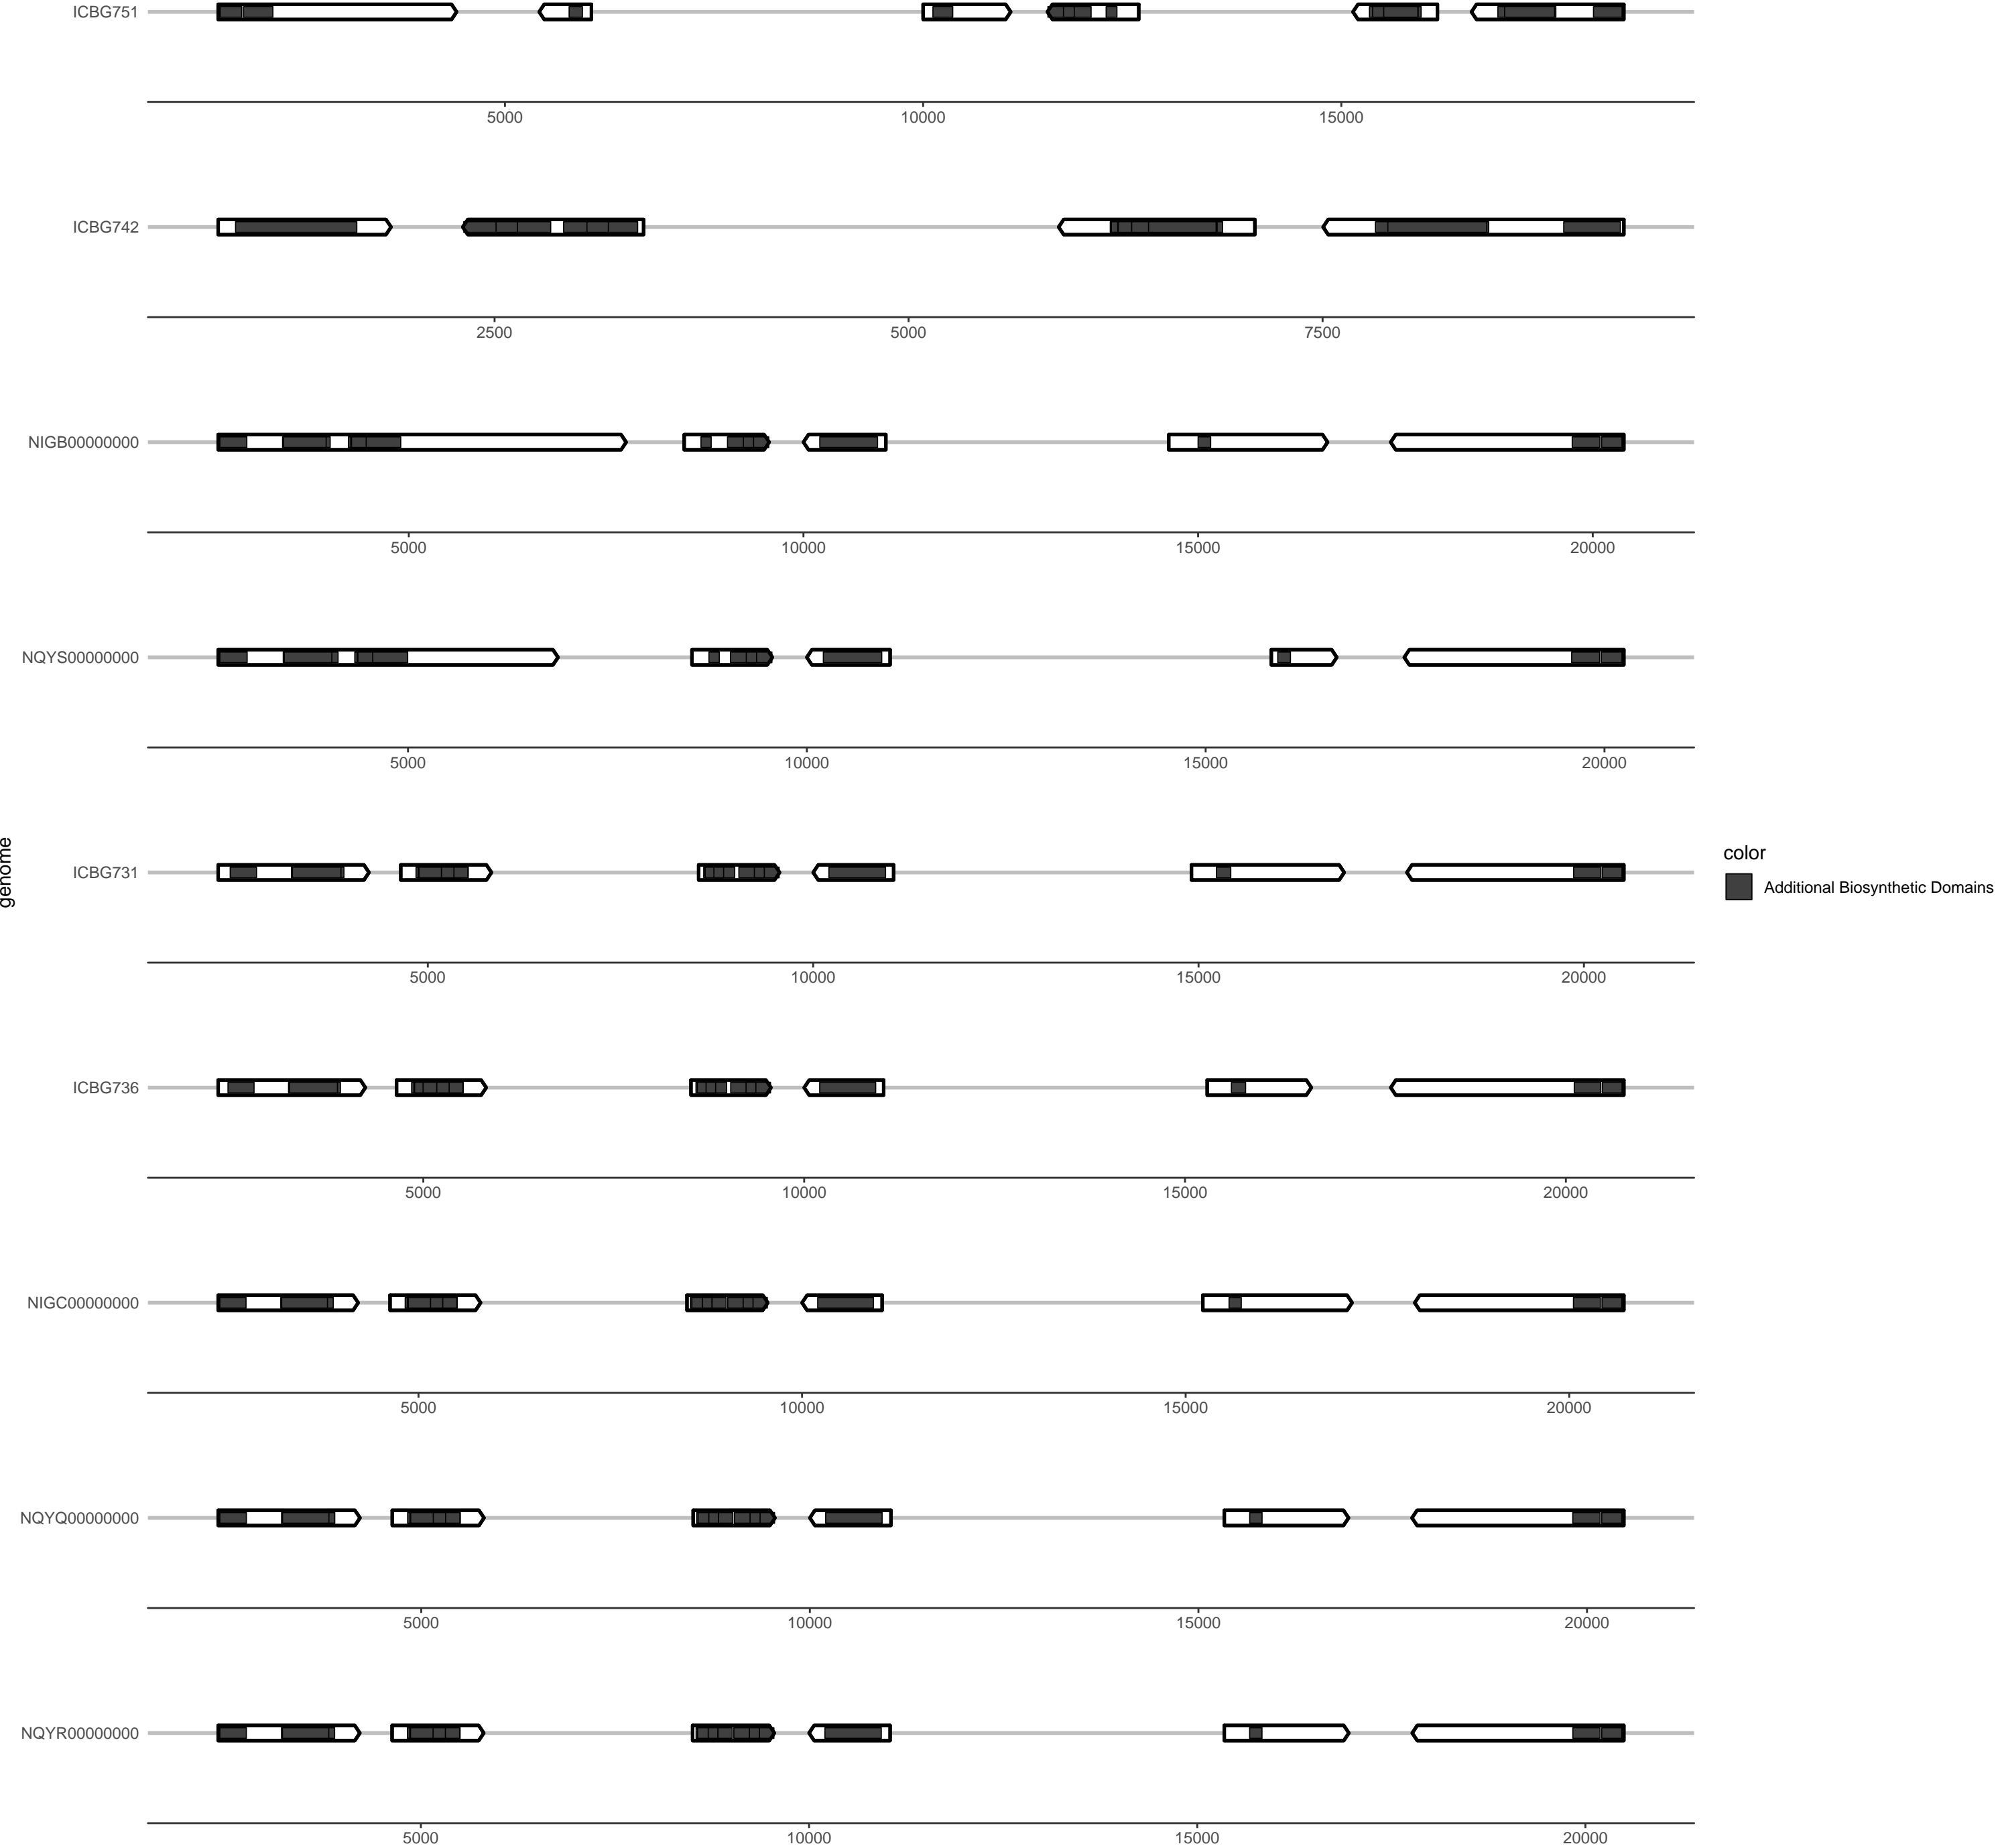 ICBG751
5000 10000 15000
ICBG742
2500 5000 7500
NIGB00000000
5000 10000 15000 20000
NQYS00000000
5000 10000 15000 20000
genome
ICBG731
color
Additional Biosynthetic Domains
5000 10000 15000 20000
ICBG736
5000 10000 15000 20000
NIGC00000000
5000 10000 15000 20000
NQYQ00000000
5000 10000 15000 20000
NQYR00000000
5000 10000 15000 20000